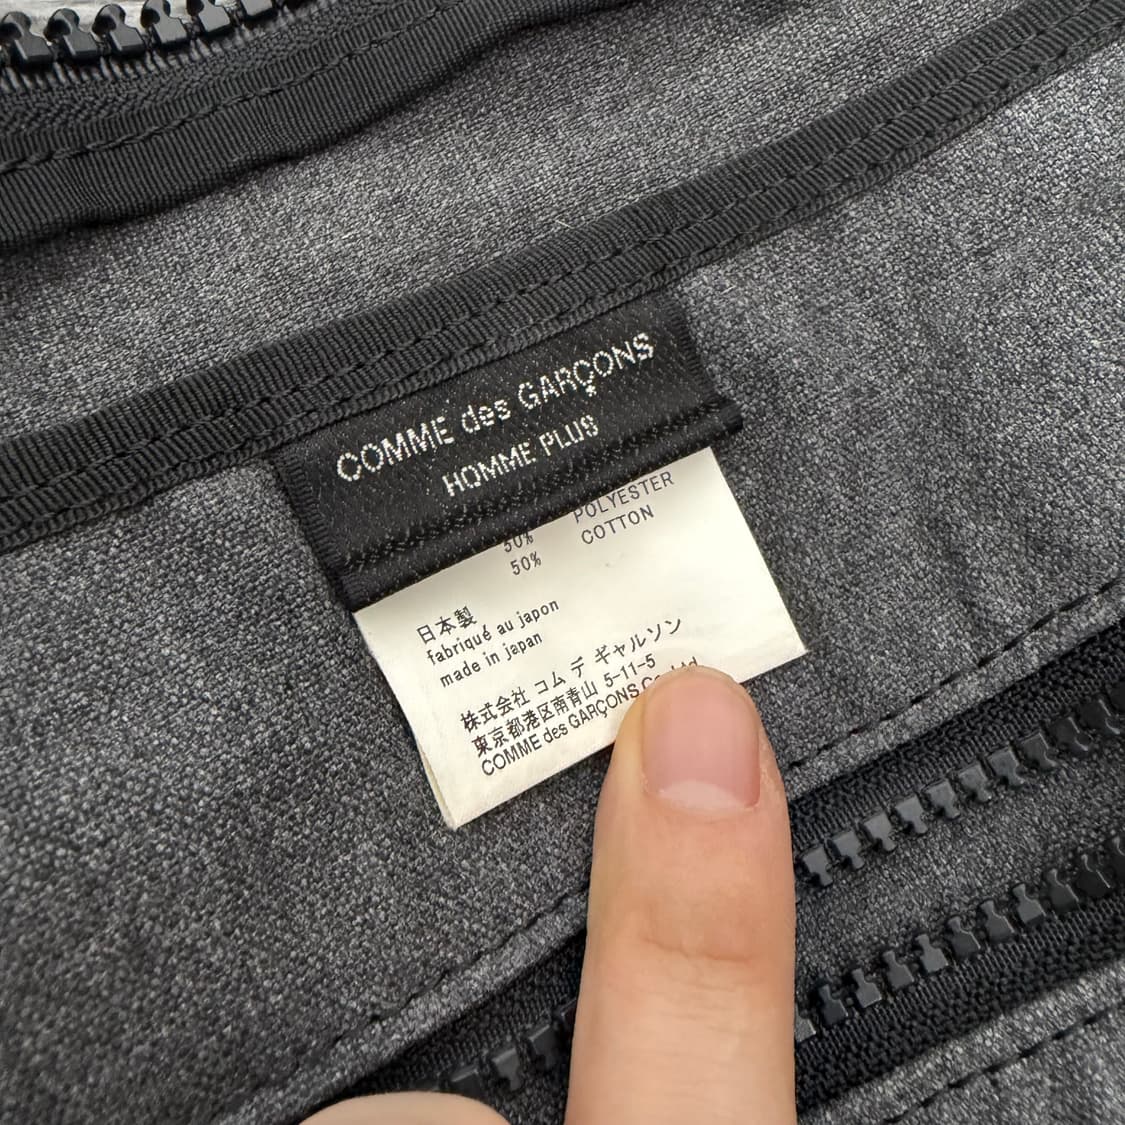 COMME des GARÇONS
HOMME PLUS
50% POLYESTER
50% COTTON
日本製
fabriqué au japon
made in japan
株式会社 コム デ ギャルソン
東京都港区南青山 5-11-5
COMME des GARÇONS Co. Ltd